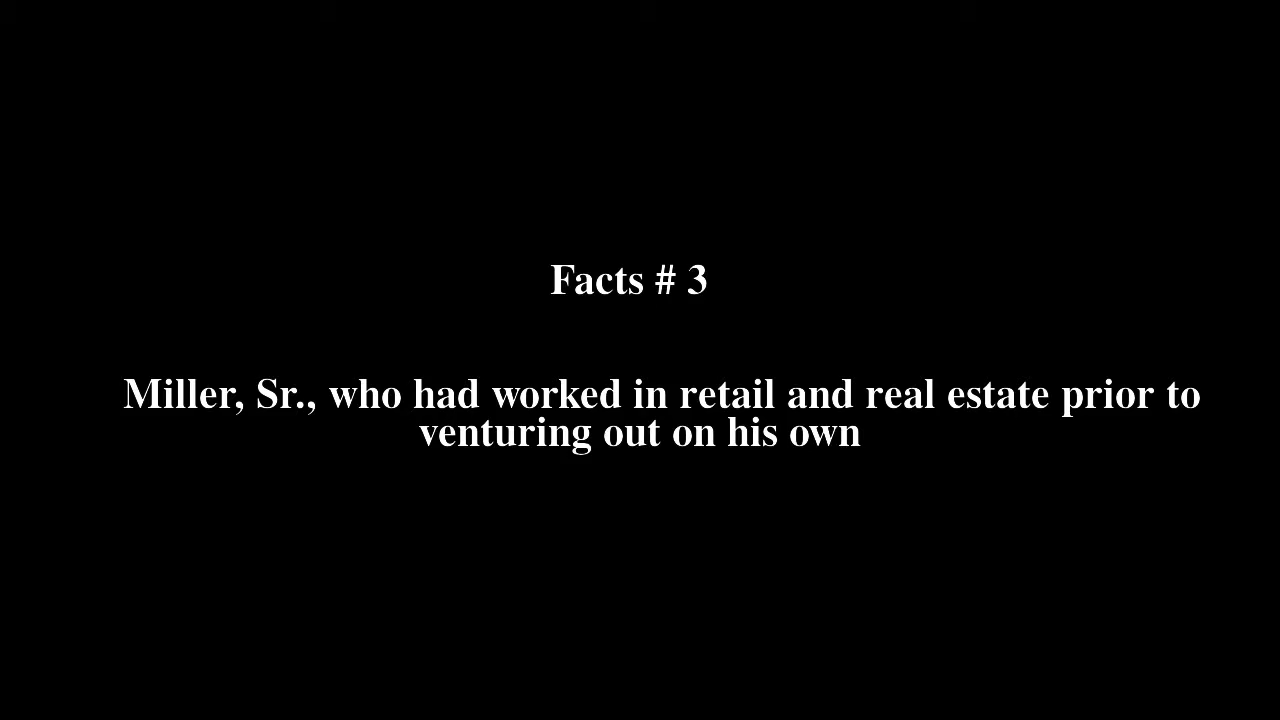 Facts # 3
Miller, Sr., who had worked in retail and real estate prior to
venturing out on his own